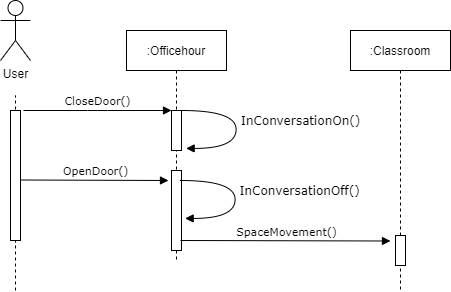 :Officehour
:Classroom
User
CloseDoor()
InConversationOn()
OpenDoor()
InConversationOff()
SpaceMovement()